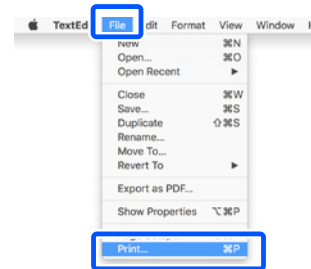 TextEd File dit Format View Window
New ⌘N
Open... ⌘O
Open Recent ▶
Close ⌘W
Save... ⌘S
Duplicate ⇧⌘S
Rename...
Move To...
Revert To ▶
Export as PDF...
Show Properties ⌥⌘P
Print... ⌘P